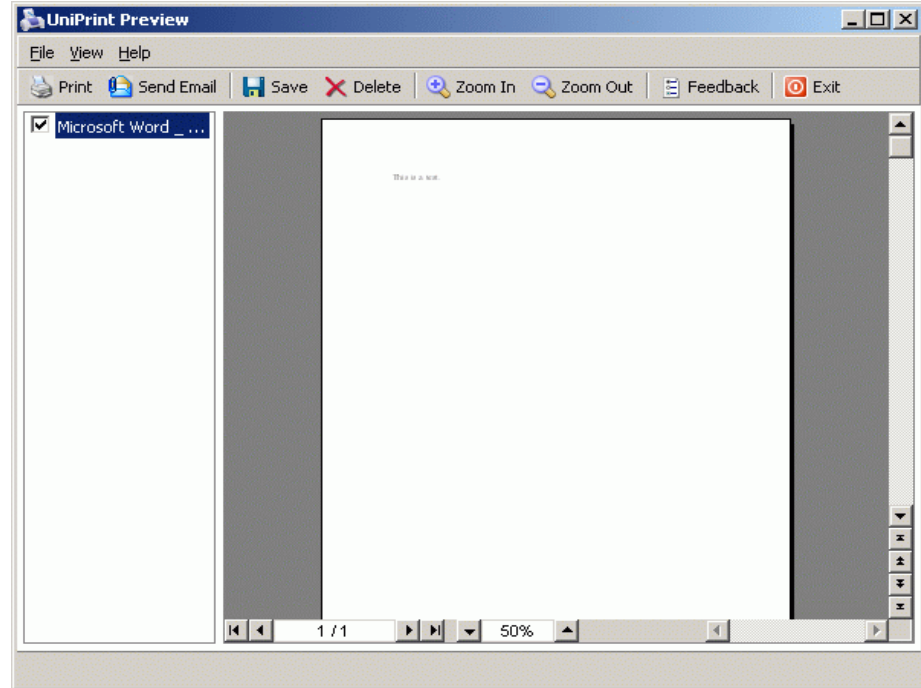 UniPrint Preview
File View Help
Print Send Email Save Delete Zoom In Zoom Out Feedback Exit
Microsoft Word _ ...
This is a test.
1 / 1 50%